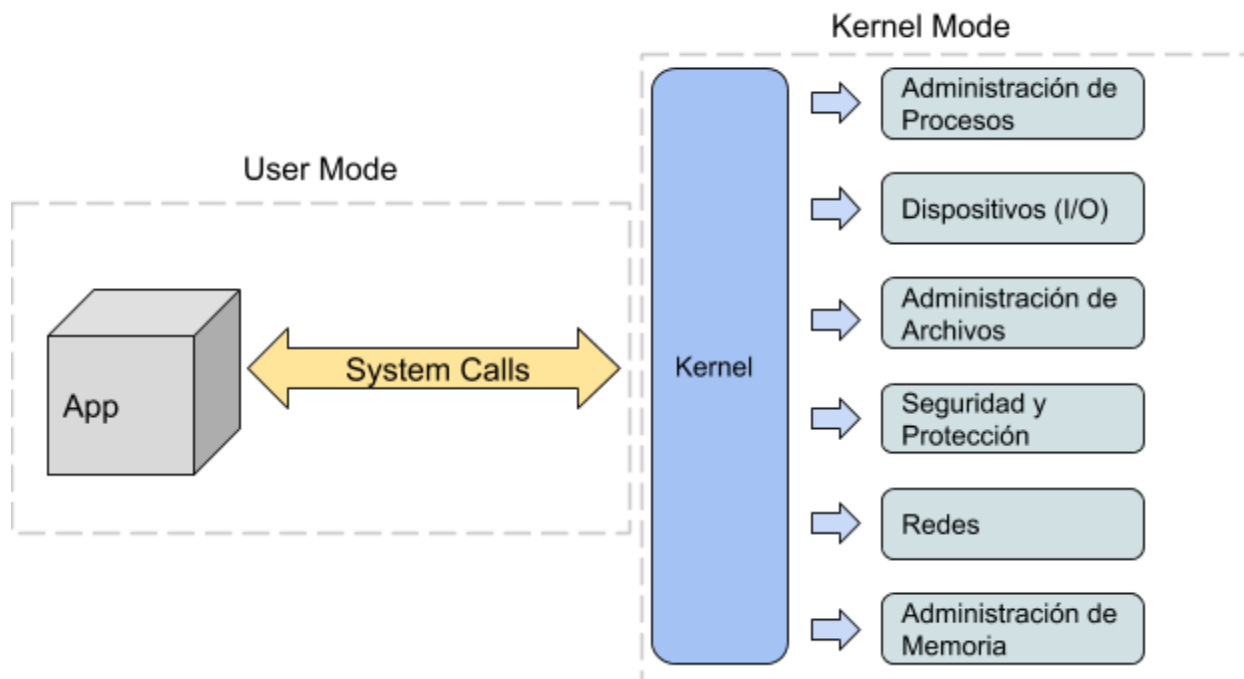 Kernel Mode
User Mode
App
System Calls
Kernel
Administración de
Procesos
Dispositivos (I/O)
Administración de
Archivos
Seguridad y
Protección
Redes
Administración de
Memoria